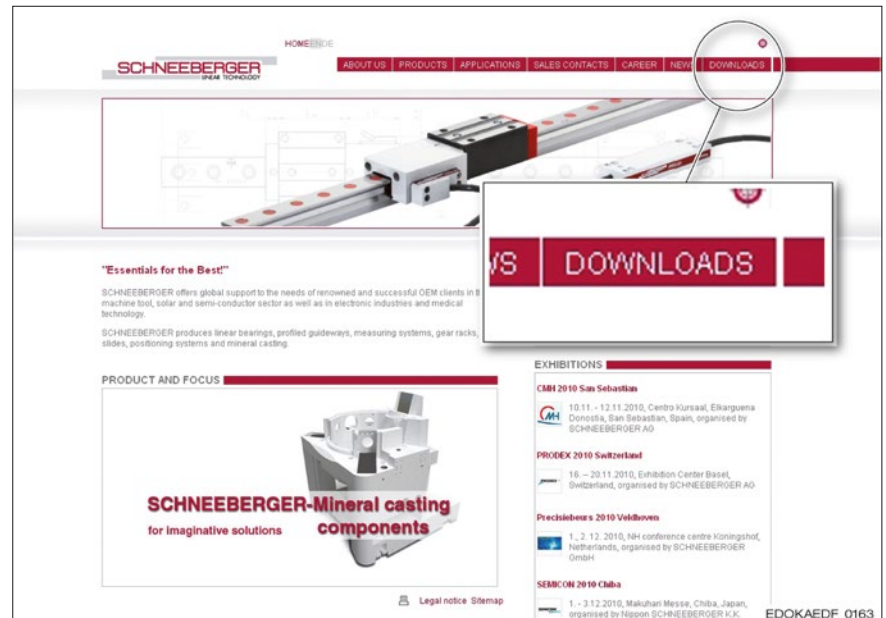 HOME EN DE
SCHNEEBERGER
LINEAR TECHNOLOGY
ABOUT US PRODUCTS APPLICATIONS SALES CONTACTS CAREER NEWS DOWNLOADS
WS DOWNLOADS
"Essentials for the Best!"
SCHNEEBERGER offers global support to the needs of renowned and successful OEM clients in
machine tool, solar and semi-conductor sector as well as in electronic industries and medical
technology.
SCHNEEBERGER produces linear bearings, profiled guideways, measuring systems, gear racks,
slides, positioning systems and mineral casting.
PRODUCT AND FOCUS
SCHNEEBERGER-Mineral casting
for imaginative solutions components
Legal notice Sitemap
EXHIBITIONS
CMH 2010 San Sebastian
10.11. - 12.11.2010, Centro Kursaal, Elkarguena
Donostia, San Sebastian, Spain, organised by
SCHNEEBERGER AG
PRODEX 2010 Switzerland
16. – 20.11.2010, Exhibition Center Basel,
Switzerland, organised by SCHNEEBERGER AG
Precisiebeurs 2010 Veldhoven
1., 2. 12. 2010, NH conference centre Koningshof,
Netherlands, organised by SCHNEEBERGER
GmbH
SEMICON 2010 Chiba
1. - 3.12.2010, Makuhari Messe, Chiba, Japan,
organised by Nippon SCHNEEBERGER K.K.
EDOKAEDF_0163